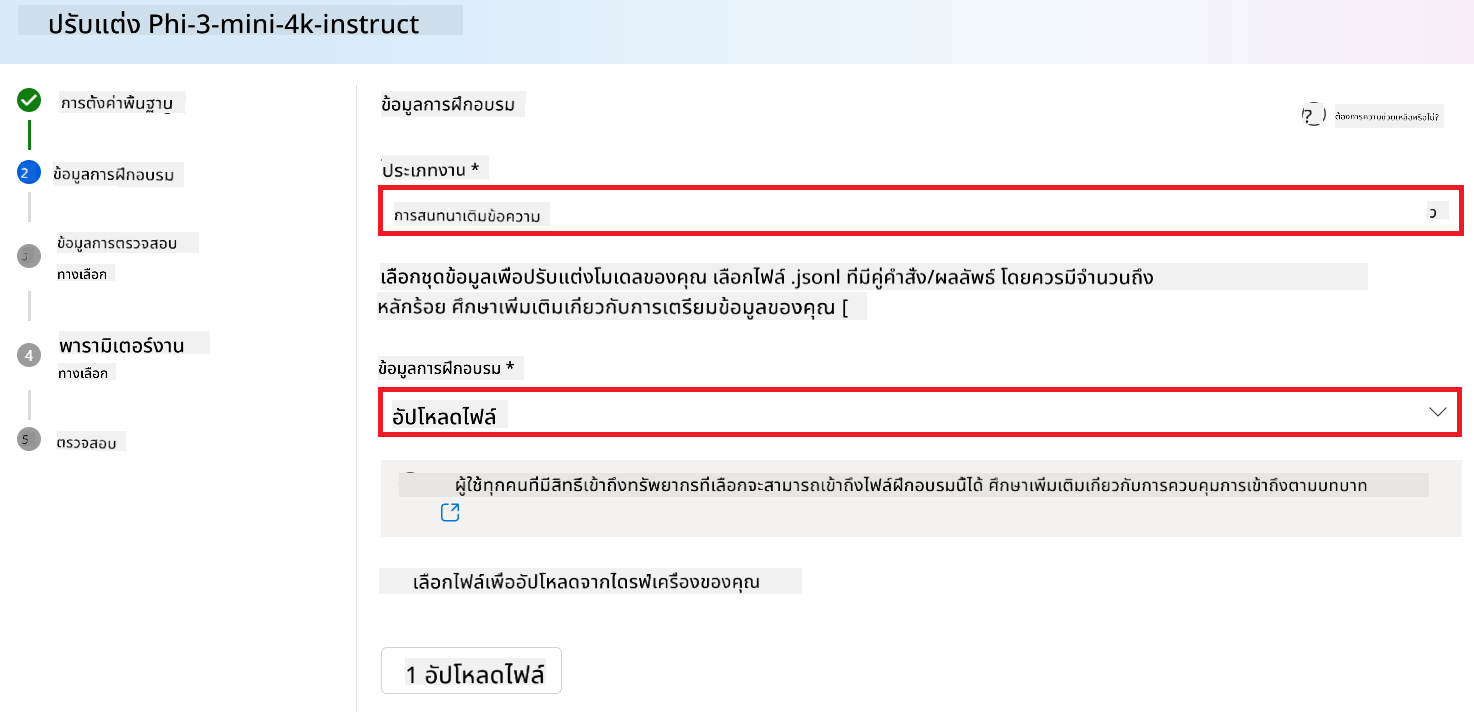 ปรับแต่ง Phi-3-mini-4k-instruct
การตั้งค่าพื้นฐาน
2
ข้อมูลการฝึกอบรม
ข้อมูลการตรวจสอบ
ทางเลือก
4
พารามิเตอร์งาน
ทางเลือก
5
ตรวจสอบ
ข้อมูลการฝึกอบรม
? ต้องการความช่วยเหลือหรือไม่?
ประเภทงาน *
การสนทนาเติมข้อความ
ว
เลือกชุดข้อมูลเพื่อปรับแต่งโมเดลของคุณ เลือกไฟล์ .jsonl ที่มีคู่คำสั่ง/ผลลัพธ์ โดยควรมีจำนวนถึง
หลักร้อย ศึกษาเพิ่มเติมเกี่ยวกับการเตรียมข้อมูลของคุณ [
ข้อมูลการฝึกอบรม *
อัปโหลดไฟล์
ผู้ใช้ทุกคนที่มีสิทธิ์เข้าถึงทรัพยากรที่เลือกจะสามารถเข้าถึงไฟล์ฝึกอบรมนี้ได้ ศึกษาเพิ่มเติมเกี่ยวกับการควบคุมการเข้าถึงตามบทบาท
เลือกไฟล์เพื่ออัปโหลดจากไดรฟ์เครื่องของคุณ
1 อัปโหลดไฟล์